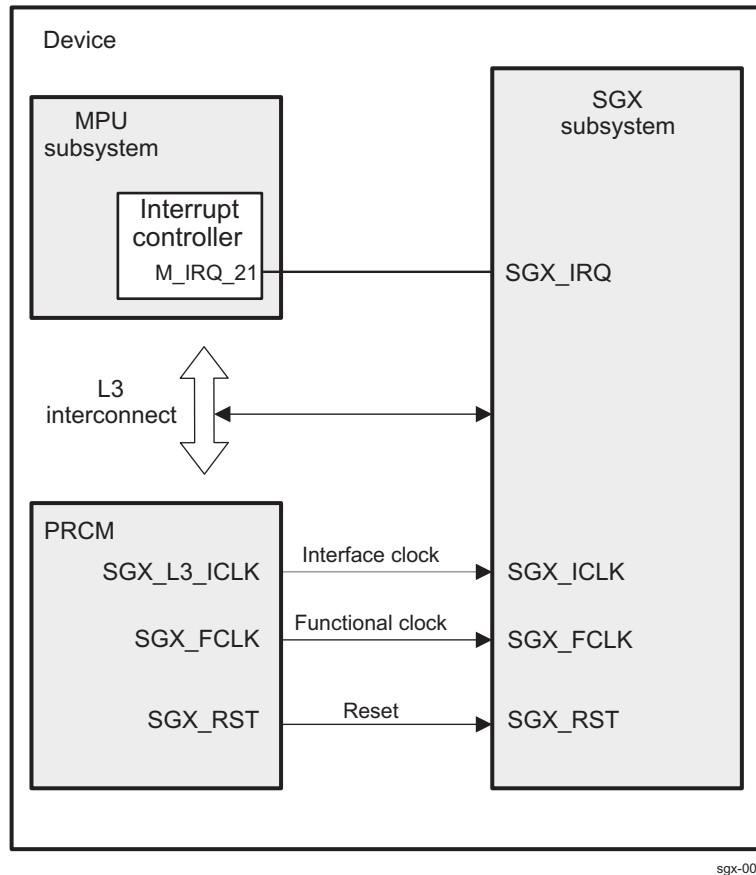 Device
MPU
subsystem
Interrupt
controller
M_IRQ_21
SGX
subsystem
SGX_IRQ
L3
interconnect
PRCM
SGX_L3_ICLK
Interface clock
SGX_ICLK
SGX_FCLK
Functional clock
SGX_FCLK
SGX_RST
Reset
SGX_RST
sgx-00